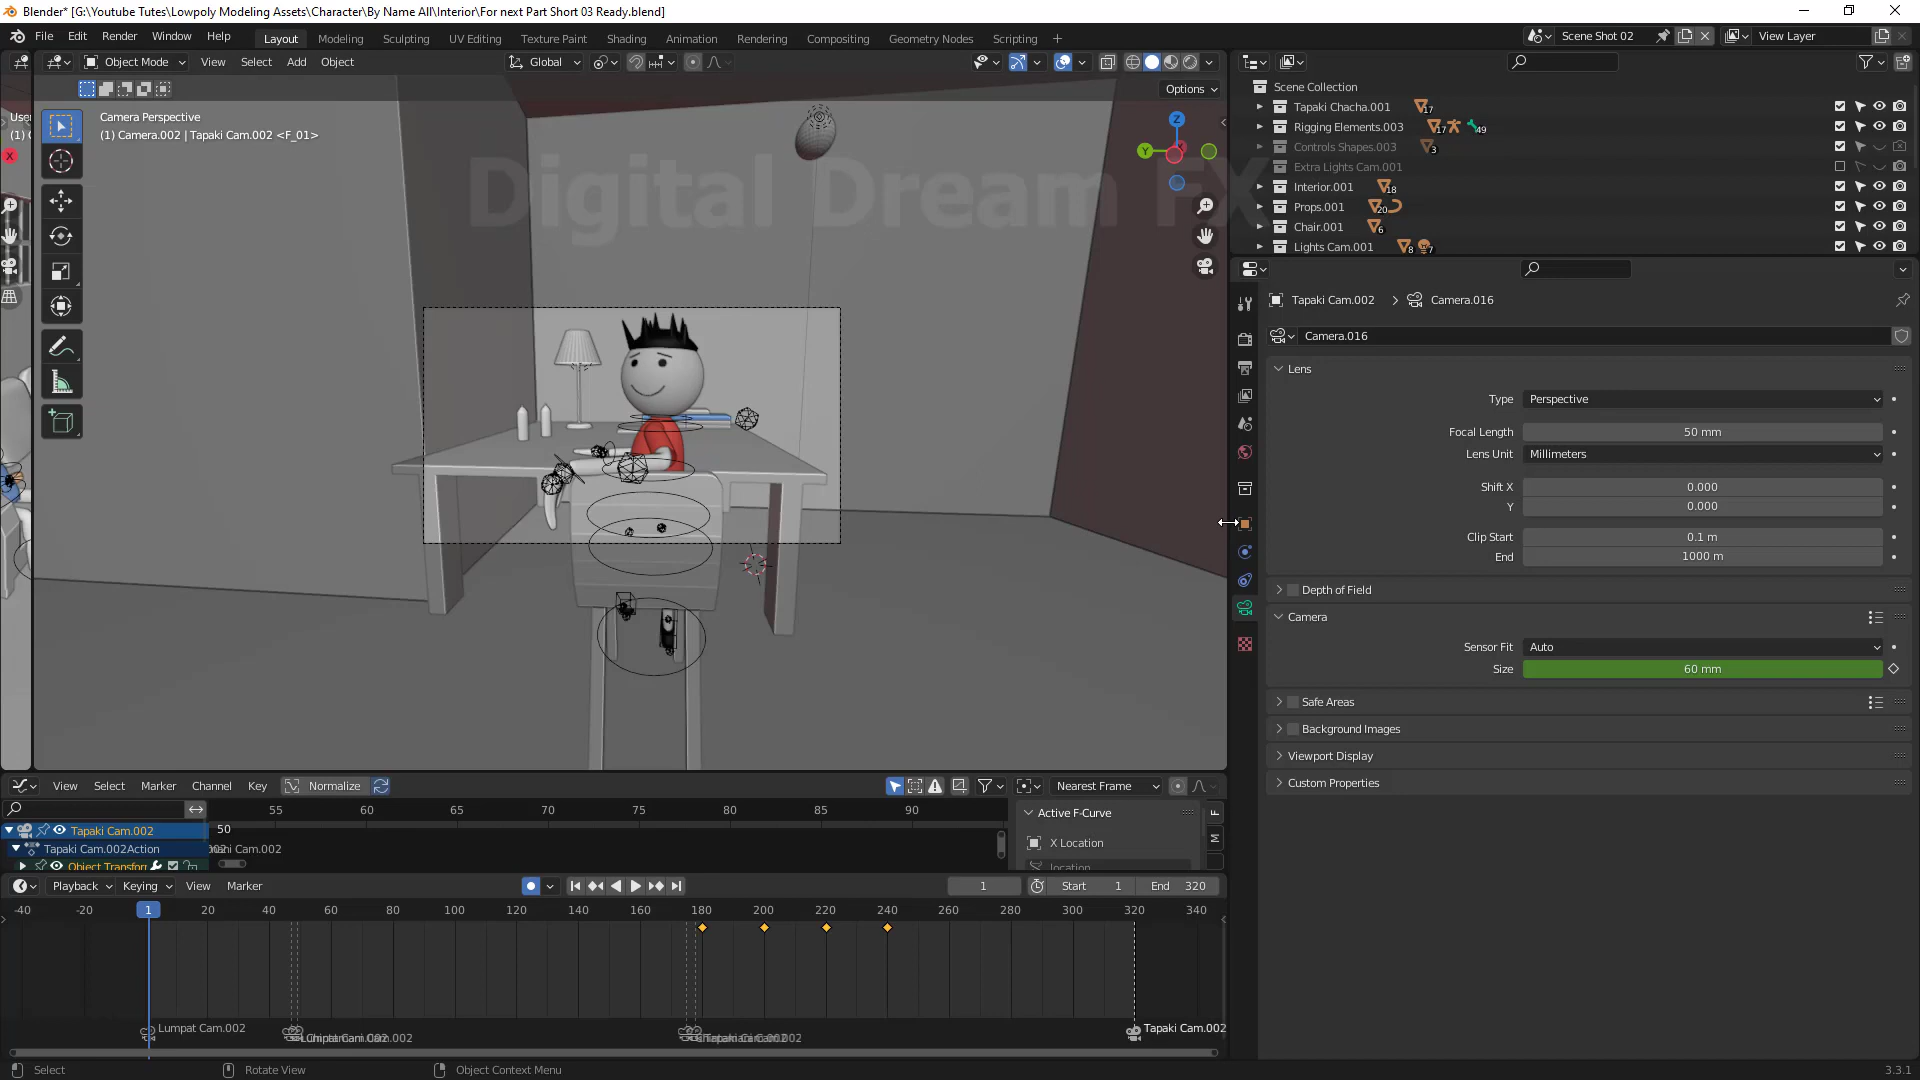 Blender* [G:\Youtube Tutes\Lowpoly Modeling Assets\Character\By Name All\Interior\For next Part Short 03 Ready.blend]
File Edit Render Window Help Layout Modeling Sculpting UV Editing Texture Paint Shading Animation Rendering Compositing Geometry Nodes Scripting + Scene Shot 02 View Layer
Object Mode View Select Add Object Global
Options
Camera Perspective
(1) Camera.002 | Tapaki Cam.002 <F_01>
X
Z
Y
Digital Dream FX
Scene Collection
Tapaki Chacha.001 17
Rigging Elements.003 17 49
Controls Shapes.003 3
Extra Lights Cam.001
Interior.001 18
Props.001 20
Chair.001 6
Lights Cam.001 8 7
Tapaki Cam.002 > Camera.016
Camera.016
Lens
Type Perspective
Focal Length 50 mm
Lens Unit Millimeters
Shift X 0.000
Y 0.000
Clip Start 0.1 m
End 1000 m
Depth of Field
Camera
Sensor Fit Auto
Size 60 mm
Safe Areas
Background Images
Viewport Display
Custom Properties
View Select Marker Channel Key Normalize Nearest Frame
55 60 65 70 75 80 85 90
Tapaki Cam.002 50
Tapaki Cam.002Action
Object Transfor
Active F-Curve
X Location
F
M
Playback Keying View Marker 1 Start 1 End 320
-40 -20 1 20 40 60 80 100 120 140 160 180 200 220 240 260 280 300 320 340
Lumpat Cam.002
Tapaki Cam.002
Select Rotate View Object Context Menu 3.3.1